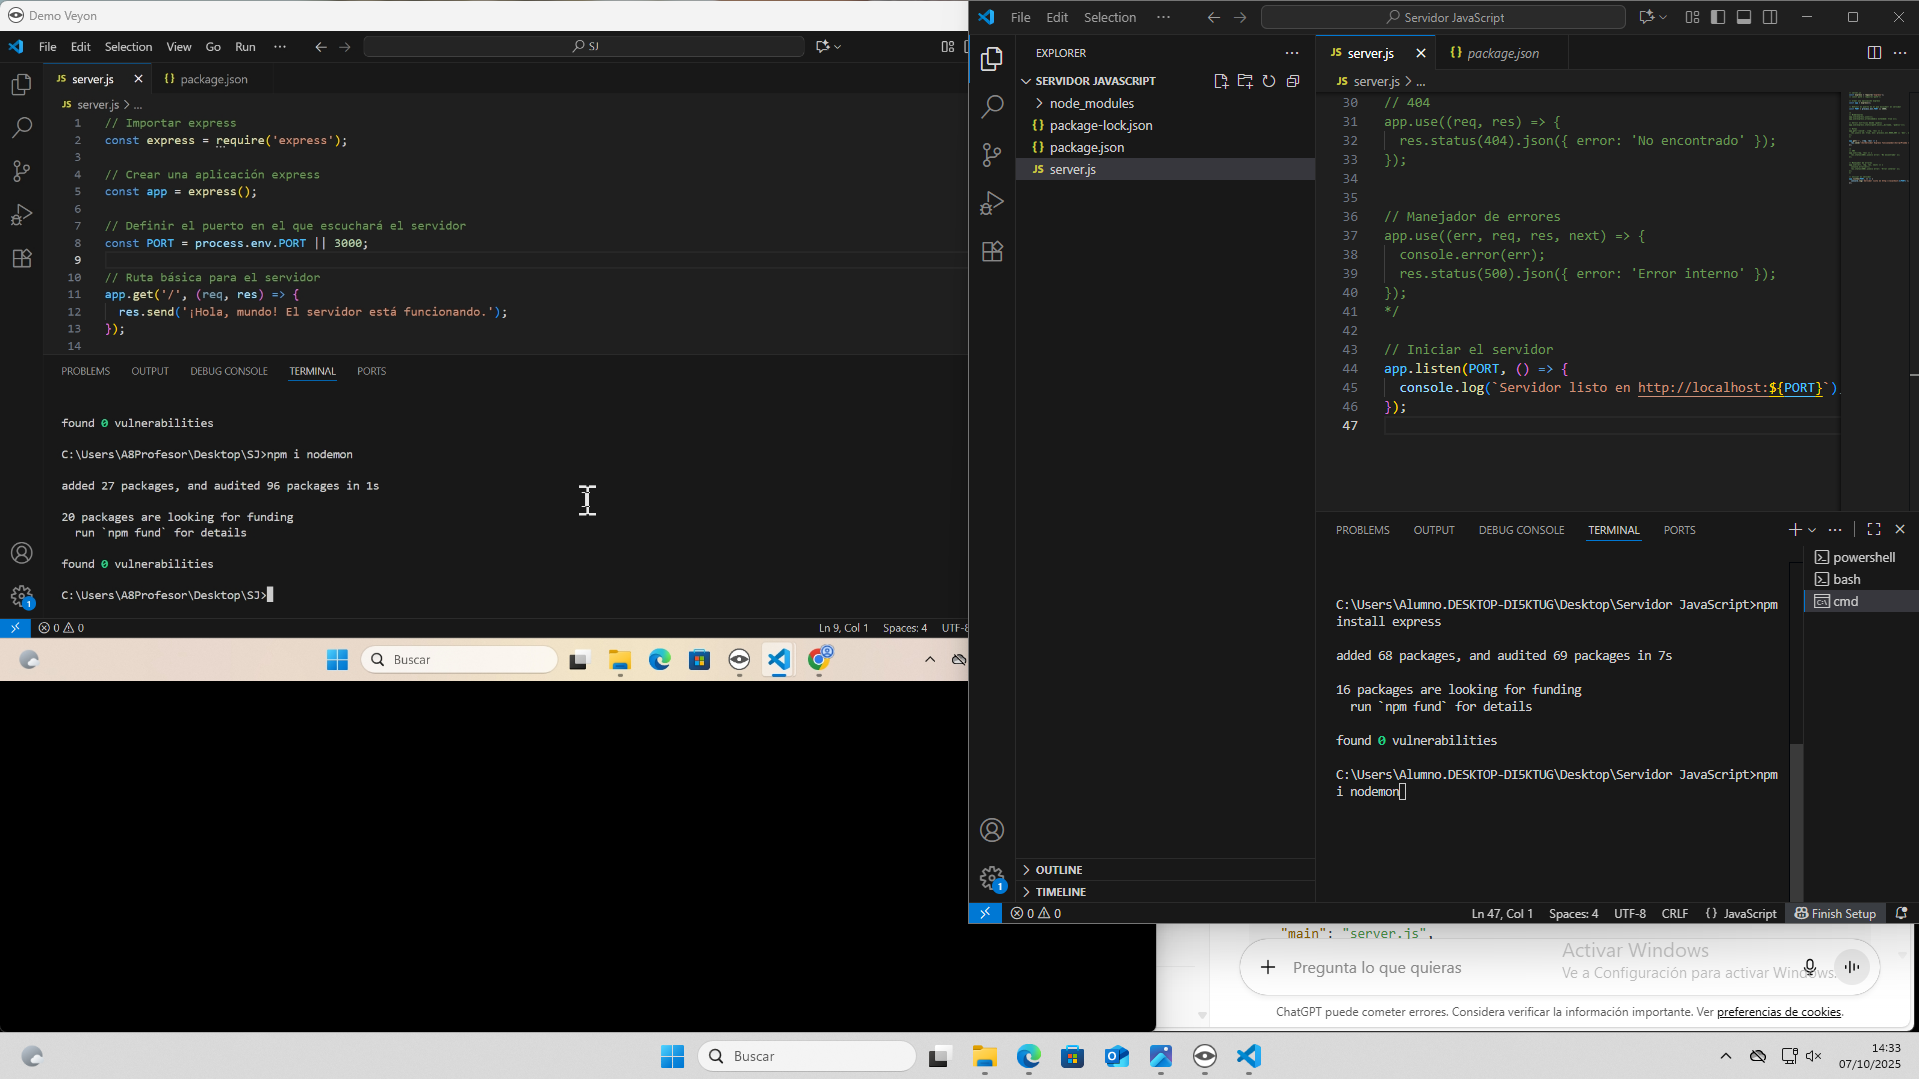 Demo Veyon
File Edit Selection View Go Run ··· SJ
JS server.js {} package.json
JS server.js > ...
1 // Importar express
2 const express = require('express');
3
4 // Crear una aplicación express
5 const app = express();
6
7 // Definir el puerto en el que escuchará el servidor
8 const PORT = process.env.PORT || 3000;
9
10 // Ruta básica para el servidor
11 app.get('/', (req, res) => {
12 res.send('¡Hola, mundo! El servidor está funcionando.');
13 });
14
PROBLEMS OUTPUT DEBUG CONSOLE TERMINAL PORTS
found 0 vulnerabilities
C:\Users\A8Profesor\Desktop\SJ>npm i nodemon
added 27 packages, and audited 96 packages in 1s
20 packages are looking for funding
run `npm fund` for details
found 0 vulnerabilities
C:\Users\A8Profesor\Desktop\SJ>
1
0 0 Ln 9, Col 1 Spaces: 4 UTF-8
Buscar
File Edit Selection ··· Servidor JavaScript
EXPLORER ···
SERVIDOR JAVASCRIPT
node_modules
{} package-lock.json
{} package.json
JS server.js
OUTLINE
TIMELINE
1
JS server.js {} package.json ···
JS server.js > ...
30 // 404
31 app.use((req, res) => {
32 res.status(404).json({ error: 'No encontrado' });
33 });
34
35
36 // Manejador de errores
37 app.use((err, req, res, next) => {
38 console.error(err);
39 res.status(500).json({ error: 'Error interno' });
40 });
41 */
42
43 // Iniciar el servidor
44 app.listen(PORT, () => {
45 console.log(`Servidor listo en http://localhost:${PORT}`)
46 });
47
PROBLEMS OUTPUT DEBUG CONSOLE TERMINAL PORTS
powershell
bash
cmd
C:\Users\Alumno.DESKTOP-DI5KTUG\Desktop\Servidor JavaScript>npm
install express
added 68 packages, and audited 69 packages in 7s
16 packages are looking for funding
run `npm fund` for details
found 0 vulnerabilities
C:\Users\Alumno.DESKTOP-DI5KTUG\Desktop\Servidor JavaScript>npm
i nodemon
0 0 Ln 47, Col 1 Spaces: 4 UTF-8 CRLF {} JavaScript Finish Setup
"main": "server.js",
Pregunta lo que quieras
Activar Windows
Ve a Configuración para activar Windows.
ChatGPT puede cometer errores. Considera verificar la información importante. Ver preferencias de cookies.
Buscar
14:33
07/10/2025